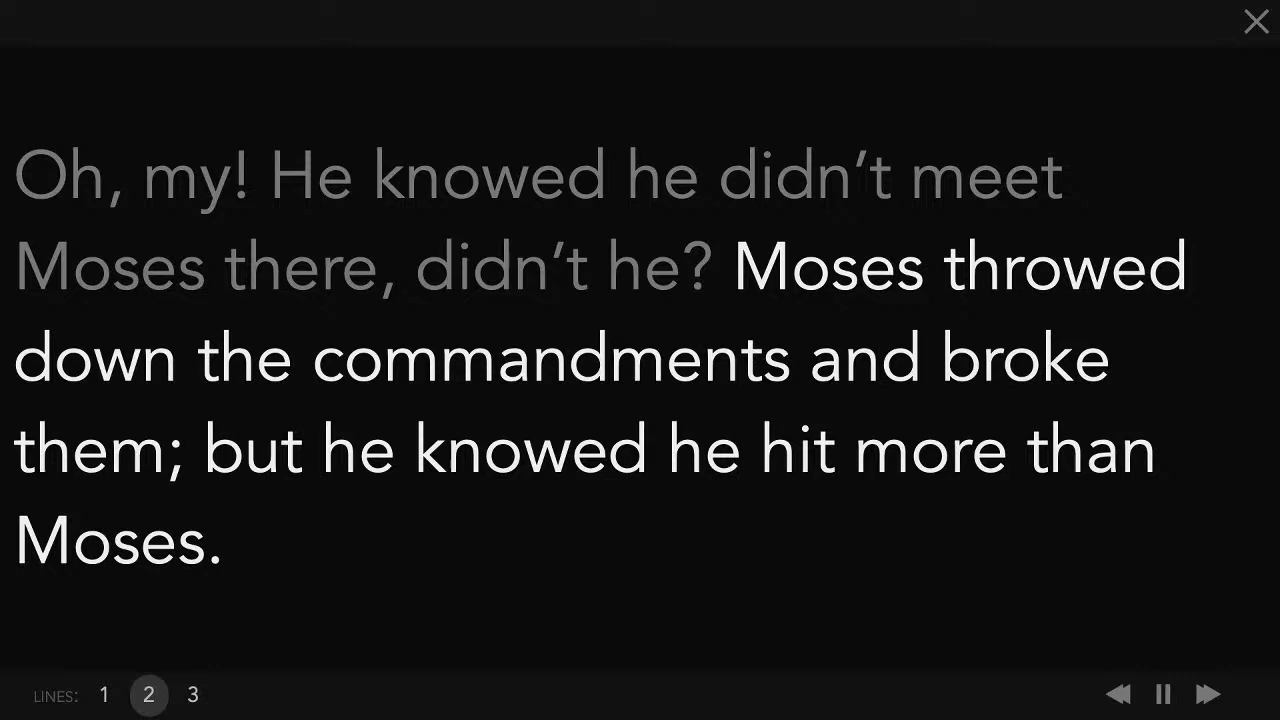 Oh, my! He knowed he didn’t meet
Moses there, didn’t he? Moses throwed
down the commandments and broke
them; but he knowed he hit more than
Moses.
LINES: 1 2 3